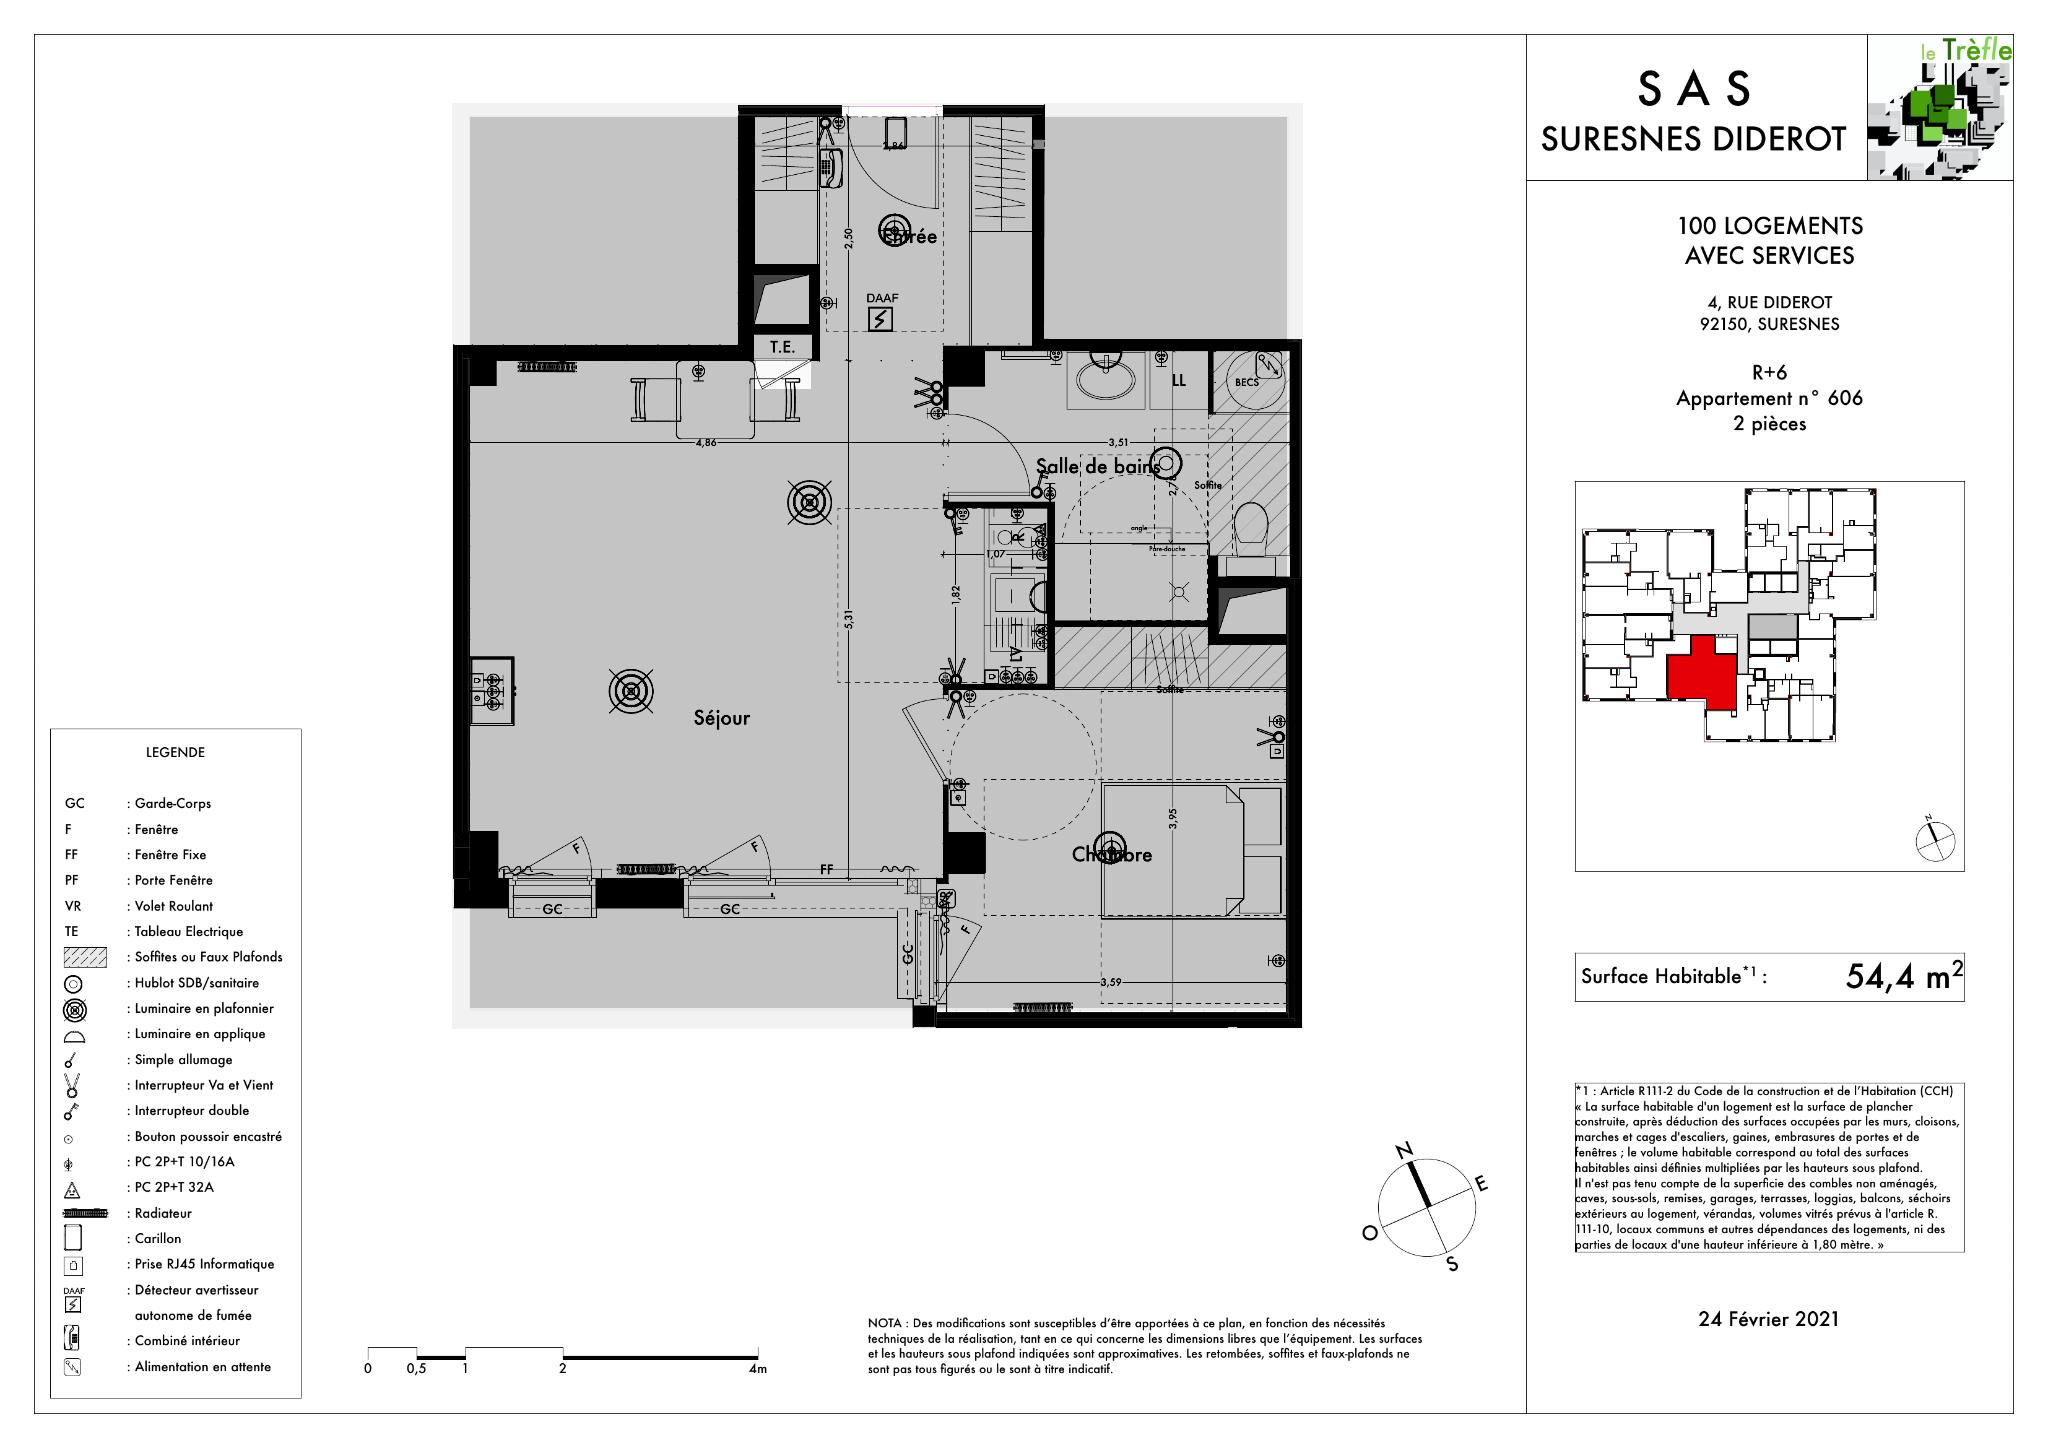 le Trèfle
S A S
SURESNES DIDEROT
100 LOGEMENTS
AVEC SERVICES
4, RUE DIDEROT
92150, SURESNES
R+6
Appartement n° 606
2 pièces
N
Surface Habitable*1 :
54,4 m2
*1 : Article R111-2 du Code de la construction et de l'Habitation (CCH)
« La surface habitable d'un logement est la surface de plancher
construite, après déduction des surfaces occupées par les murs, cloisons,
marches et cages d'escaliers, gaines, embrasures de portes et de
fenêtres ; le volume habitable correspond au total des surfaces
habitables ainsi définies multipliées par les hauteurs sous plafond.
Il n'est pas tenu compte de la superficie des combles non aménagés,
caves, sous-sols, remises, garages, terrasses, loggias, balcons, séchoirs
extérieurs au logement, vérandas, volumes vitrés prévus à l'article R.
111-10, locaux communs et autres dépendances des logements, ni des
parties de locaux d'une hauteur inférieure à 1,80 mètre. »
24 Février 2021
2,86
2,50
Entrée
DAAF
T.E.
LL
BECS
4,86
3,51
Salle de bains
Soffite
angle
Pare-douche
R
1,07
1,82
5,31
LV
Soffite
Séjour
3,95
Chambre
F
F
FF
GC
GC
GC
F
3,59
LEGENDE
GC : Garde-Corps
F : Fenêtre
FF : Fenêtre Fixe
PF : Porte Fenêtre
VR : Volet Roulant
TE : Tableau Electrique
: Soffites ou Faux Plafonds
: Hublot SDB/sanitaire
: Luminaire en plafonnier
: Luminaire en applique
: Simple allumage
: Interrupteur Va et Vient
: Interrupteur double
: Bouton poussoir encastré
: PC 2P+T 10/16A
: PC 2P+T 32A
: Radiateur
: Carillon
: Prise RJ45 Informatique
DAAF : Détecteur avertisseur
autonome de fumée
: Combiné intérieur
: Alimentation en attente
N
E
O
S
0 0,5 1 2 4m
NOTA : Des modifications sont susceptibles d'être apportées à ce plan, en fonction des nécessités
techniques de la réalisation, tant en ce qui concerne les dimensions libres que l'équipement. Les surfaces
et les hauteurs sous plafond indiquées sont approximatives. Les retombées, soffites et faux-plafonds ne
sont pas tous figurés ou le sont à titre indicatif.